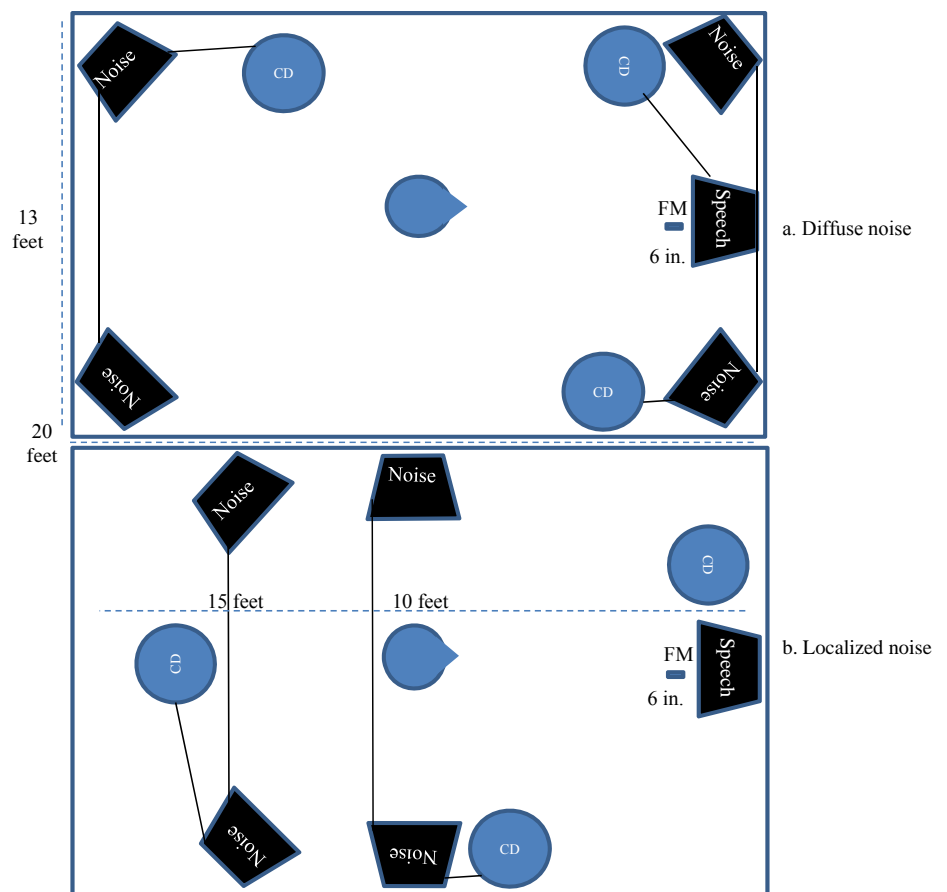 Noise
CD
CD
Noise
13
feet
FM
Speech
6 in.
a. Diffuse noise
Noise
CD
Noise
20
feet
Noise
Noise
CD
15 feet
10 feet
CD
FM
Speech
6 in.
b. Localized noise
Noise
Noise
CD